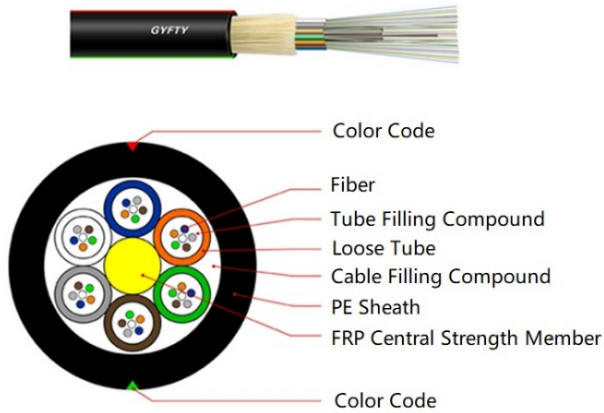 GYFTY
Color Code
Fiber
Tube Filling Compound
Loose Tube
Cable Filling Compound
PE Sheath
FRP Central Strength Member
Color Code